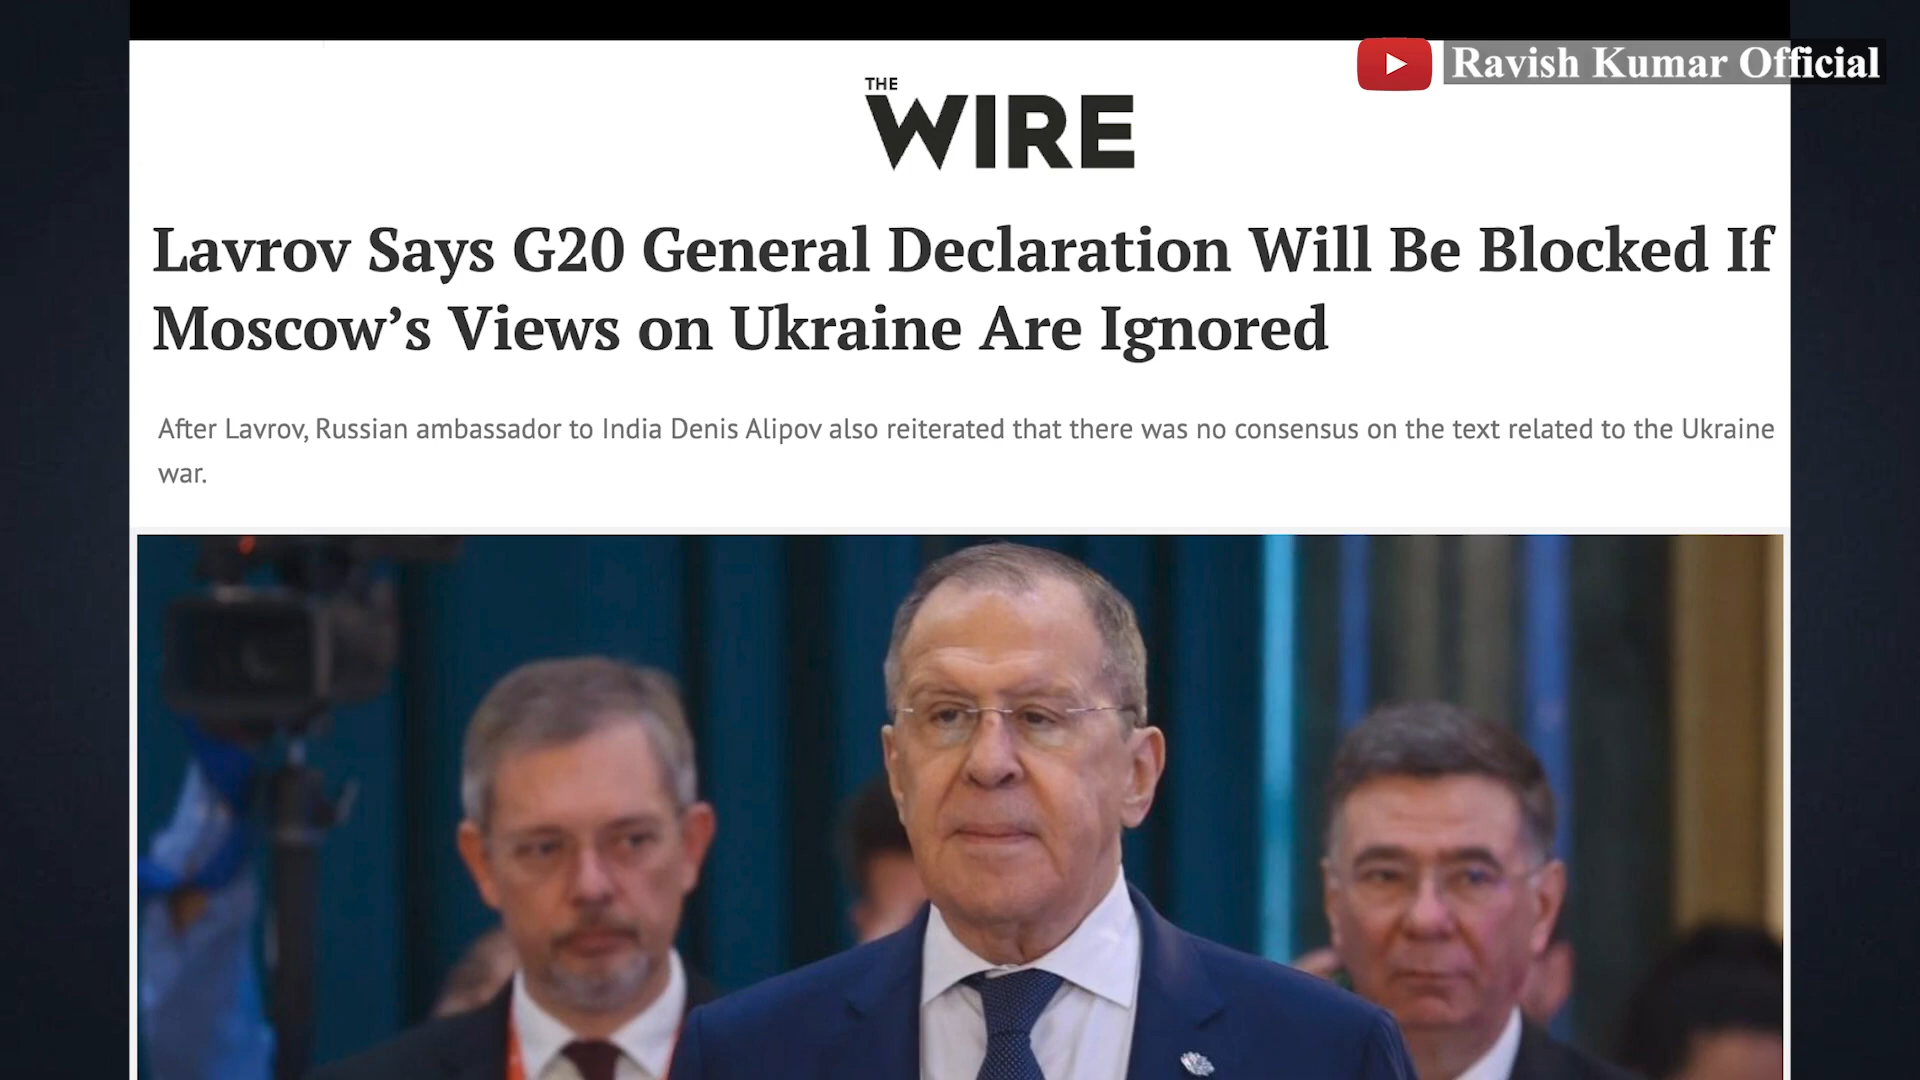 Ravish Kumar Official
THE
WIRE
Lavrov Says G20 General Declaration Will Be Blocked If
Moscow’s Views on Ukraine Are Ignored
After Lavrov, Russian ambassador to India Denis Alipov also reiterated that there was no consensus on the text related to the Ukraine
war.